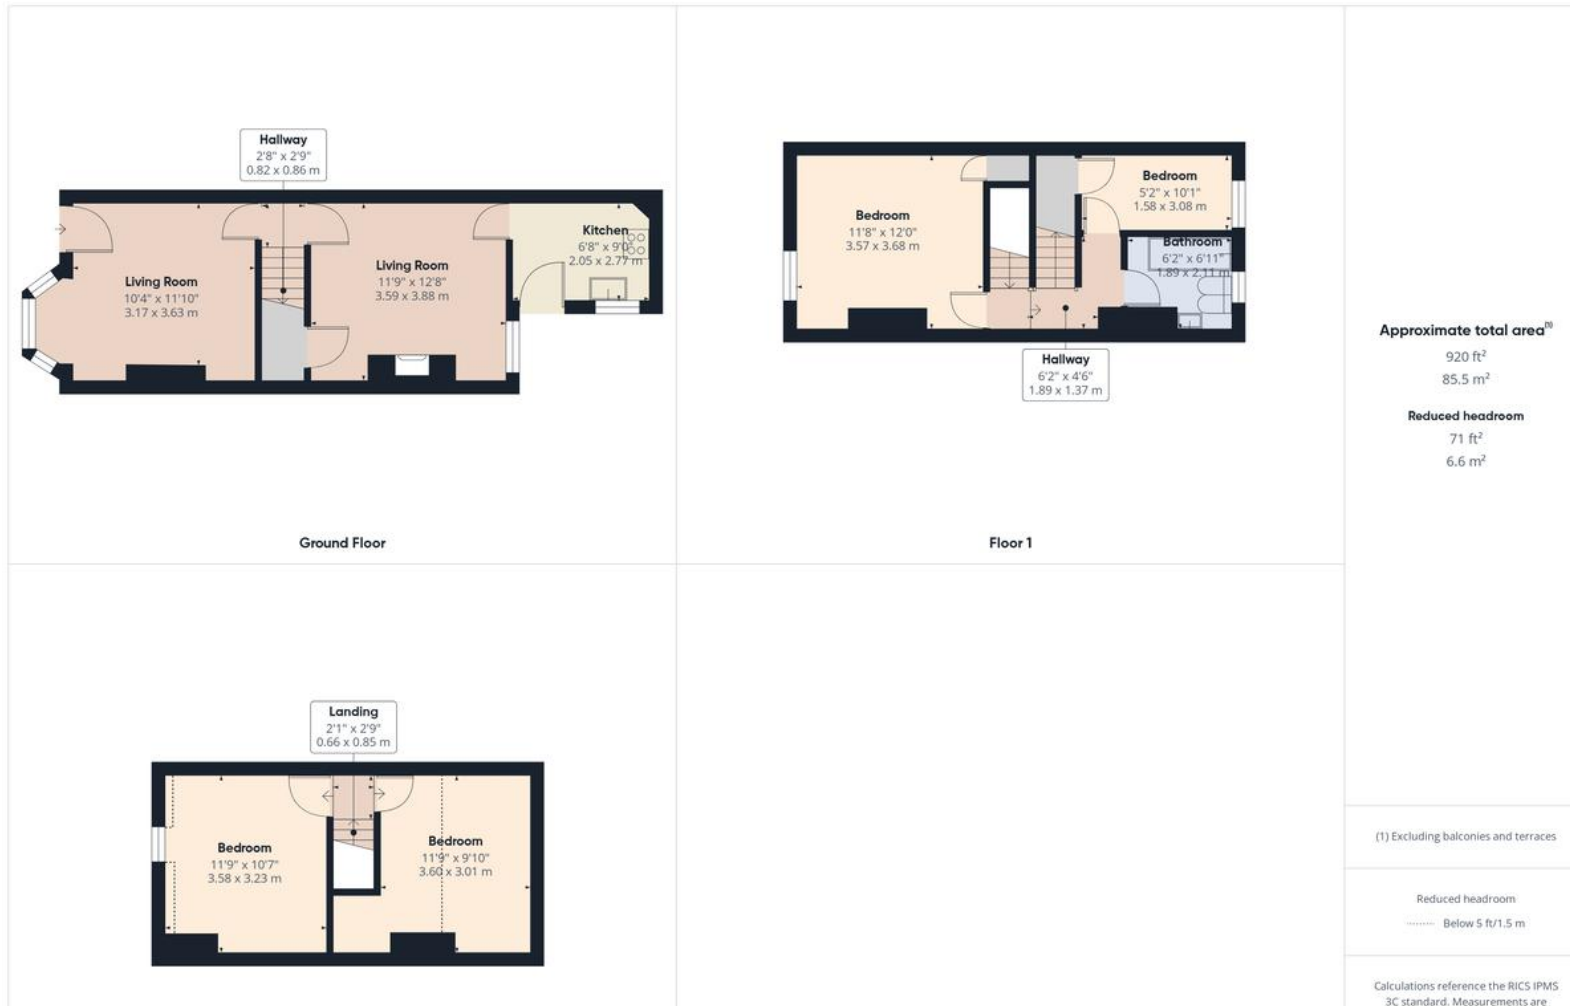 Hallway
2'8" x 2'9"
0.82 x 0.86 m
Living Room
10'4" x 11'10"
3.17 x 3.63 m
Living Room
11'9" x 12'8"
3.59 x 3.88 m
Kitchen
6'8" x 9'0"
2.05 x 2.77 m
Ground Floor
Bedroom
11'8" x 12'0"
3.57 x 3.68 m
Bedroom
5'2" x 10'1"
1.58 x 3.08 m
Bathroom
6'2" x 6'11"
1.89 x 2.11 m
Hallway
6'2" x 4'6"
1.89 x 1.37 m
Floor 1
Landing
2'1" x 2'9"
0.66 x 0.85 m
Bedroom
11'9" x 10'7"
3.58 x 3.23 m
Bedroom
11'9" x 9'10"
3.60 x 3.01 m
Approximate total area(1)
920 ft²
85.5 m²
Reduced headroom
71 ft²
6.6 m²
(1) Excluding balconies and terraces
Reduced headroom
Below 5 ft/1.5 m
Calculations reference the RICS IPMS
3C standard. Measurements are